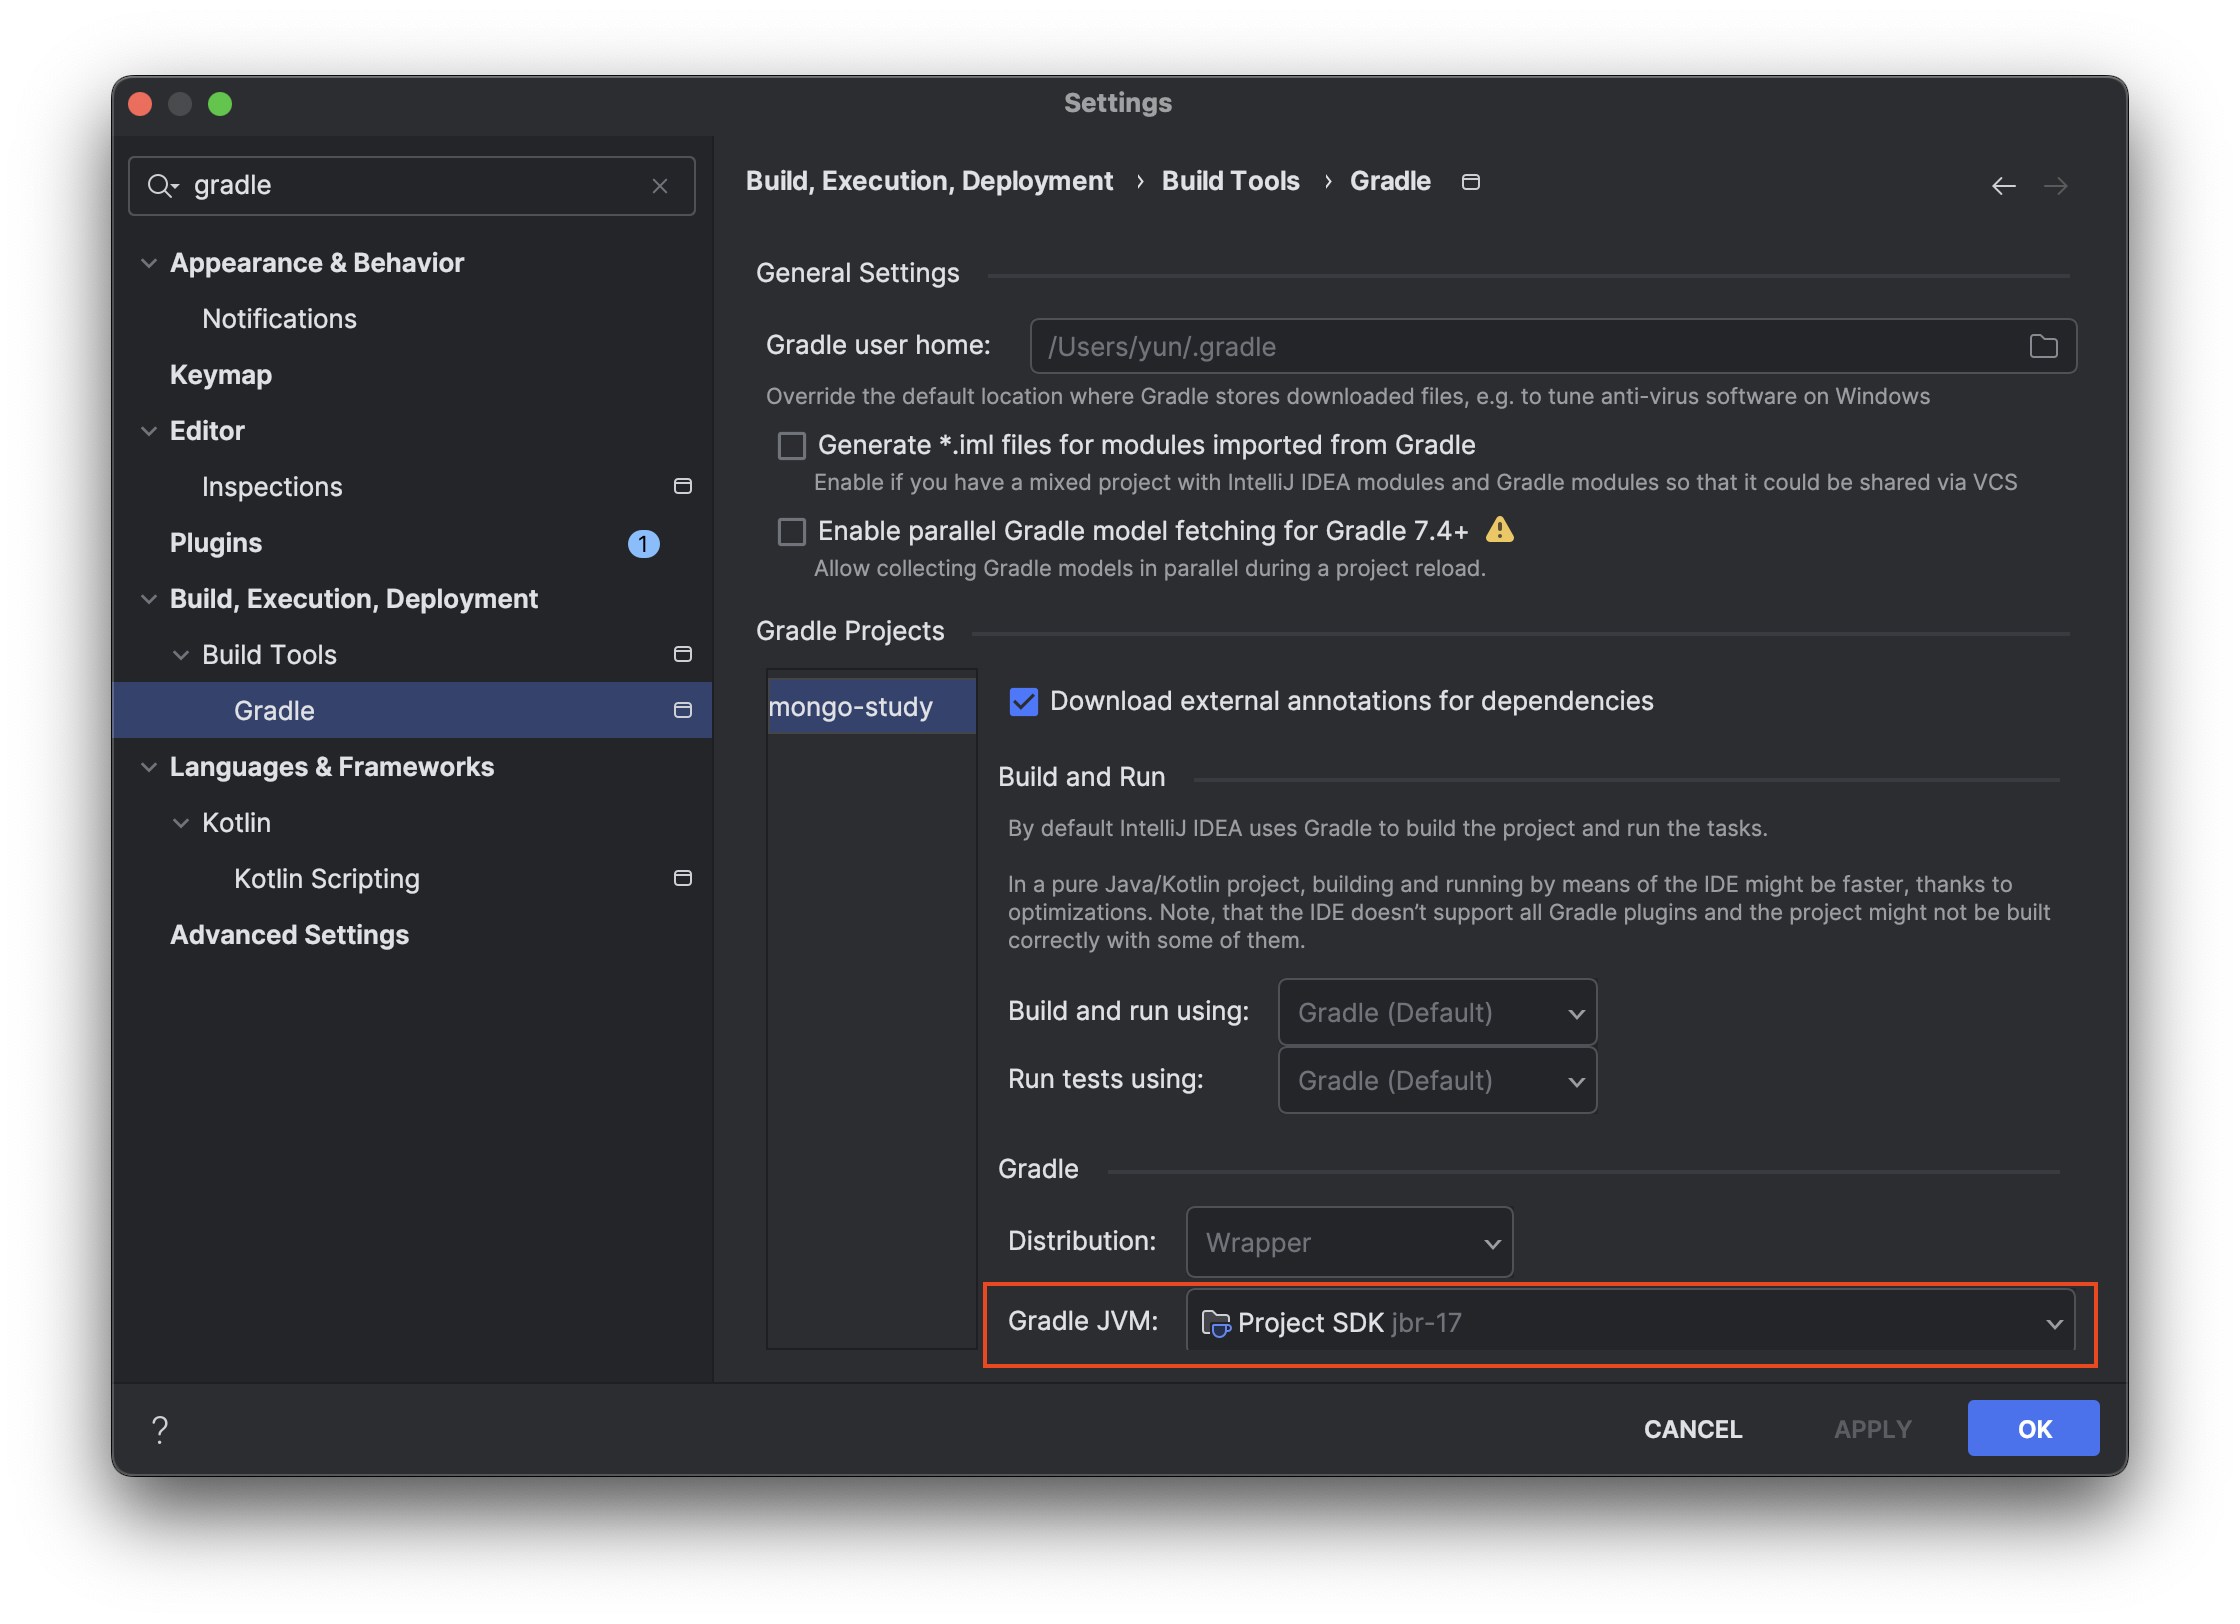 Settings
gradle
Appearance & Behavior
Notifications
Keymap
Editor
Inspections
Plugins
1
Build, Execution, Deployment
Build Tools
Gradle
Languages & Frameworks
Kotlin
Kotlin Scripting
Advanced Settings
Build, Execution, Deployment › Build Tools › Gradle
General Settings
Gradle user home: /Users/yun/.gradle
Override the default location where Gradle stores downloaded files, e.g. to tune anti-virus software on Windows
Generate *.iml files for modules imported from Gradle
Enable if you have a mixed project with IntelliJ IDEA modules and Gradle modules so that it could be shared via VCS
Enable parallel Gradle model fetching for Gradle 7.4+
Allow collecting Gradle models in parallel during a project reload.
Gradle Projects
mongo-study
Download external annotations for dependencies
Build and Run
By default IntelliJ IDEA uses Gradle to build the project and run the tasks.
In a pure Java/Kotlin project, building and running by means of the IDE might be faster, thanks to
optimizations. Note, that the IDE doesn’t support all Gradle plugins and the project might not be built
correctly with some of them.
Build and run using: Gradle (Default)
Run tests using: Gradle (Default)
Gradle
Distribution: Wrapper
Gradle JVM: Project SDK jbr-17
?
CANCEL
APPLY
OK